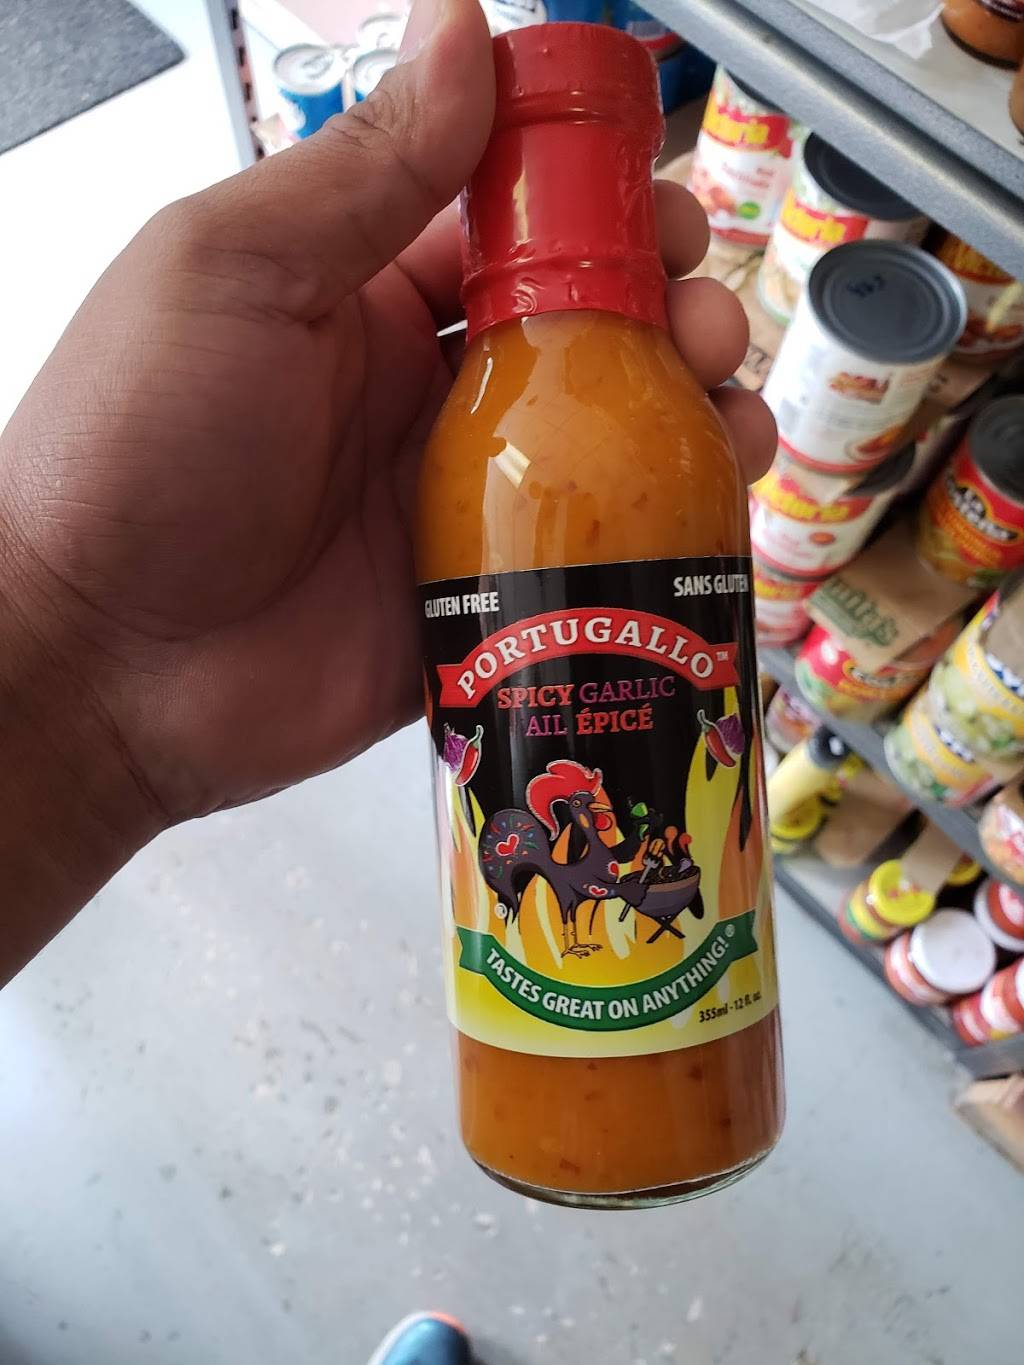 GLUTEN FREE
SANS GLUTEN
PORTUGALLO™
SPICY GARLIC
AIL ÉPICÉ
®
TASTES GREAT ON ANYTHING!®
355ml - 12 fl. oz.